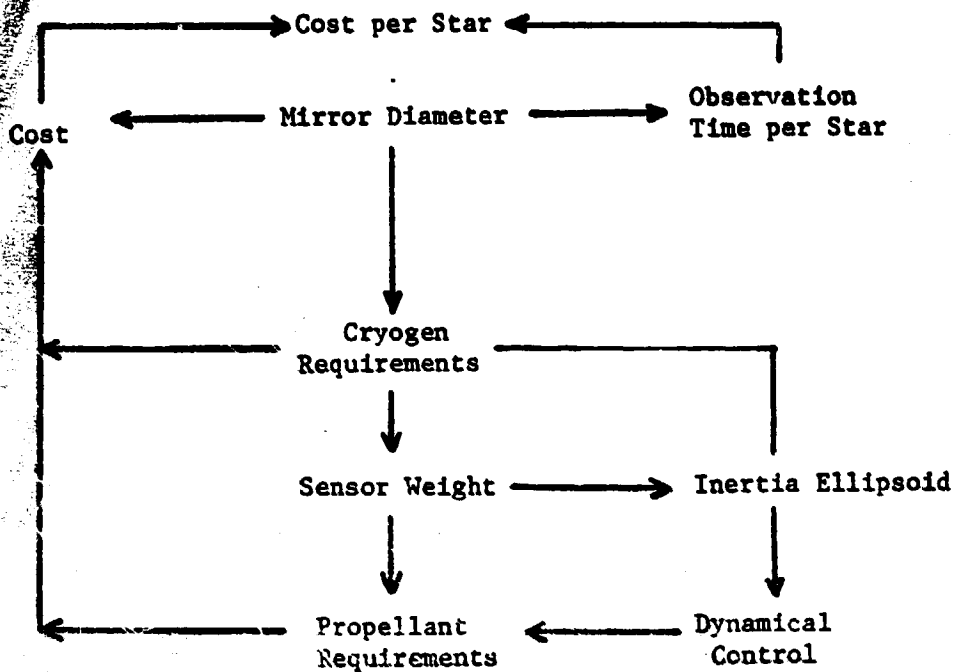 Cost per Star
Mirror Diameter
Observation
Time per Star
Cost
Cryogen
Requirements
Sensor Weight
Inertia Ellipsoid
Propellant
Requirements
Dynamical
Control